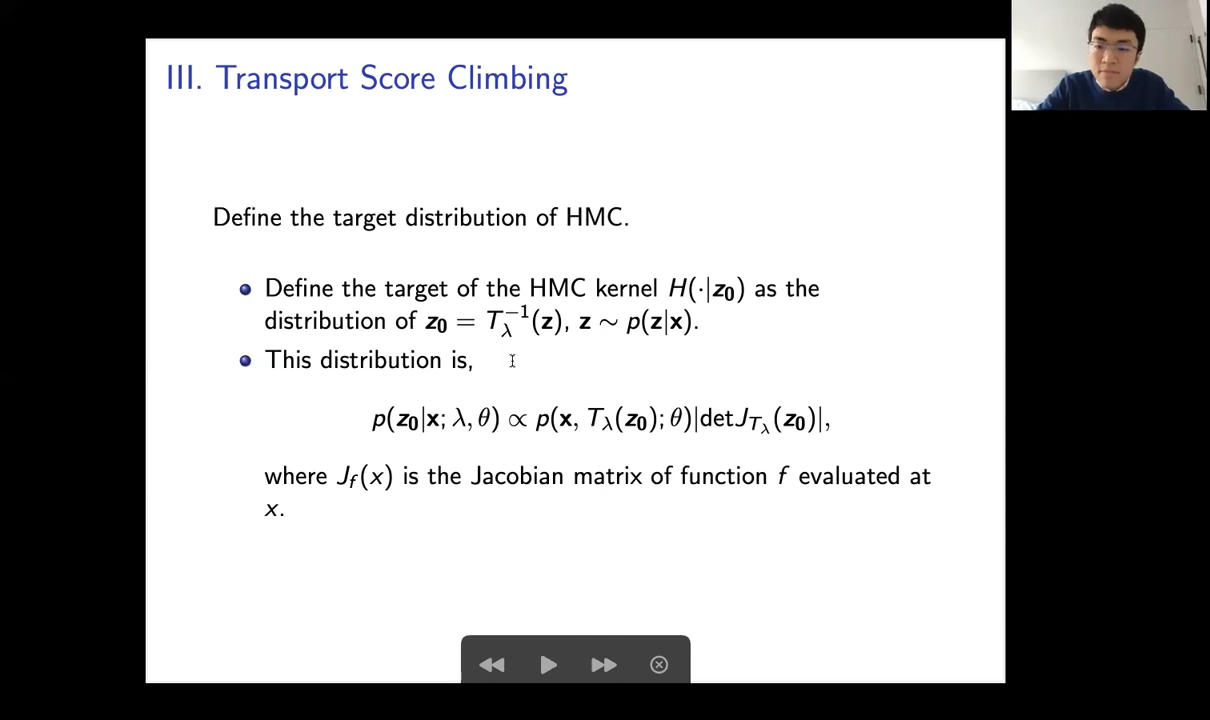 III. Transport Score Climbing
Define the target distribution of HMC.
Define the target of the HMC kernel H(·|z₀) as the
distribution of z₀ = T_λ⁻¹(z), z ∼ p(z|x).
This distribution is,
p(z₀|x; λ, θ) ∝ p(x, T_λ(z₀); θ)|det J_{T_λ}(z₀)|,
where J_f(x) is the Jacobian matrix of function f evaluated at
x.